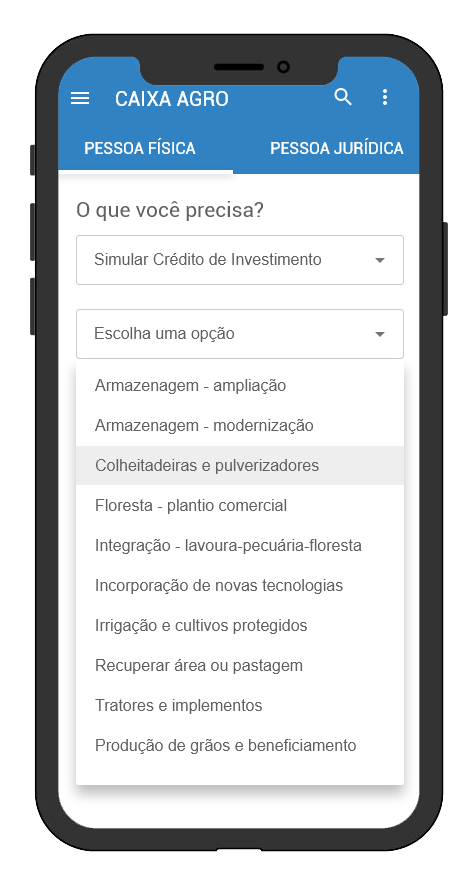 CAIXA AGRO
PESSOA FÍSICA
PESSOA JURÍDICA
O que você precisa?
Simular Crédito de Investimento
Escolha uma opção
Armazenagem - ampliação
Armazenagem - modernização
Colheitadeiras e pulverizadores
Floresta - plantio comercial
Integração - lavoura-pecuária-floresta
Incorporação de novas tecnologias
Irrigação e cultivos protegidos
Recuperar área ou pastagem
Tratores e implementos
Produção de grãos e beneficiamento